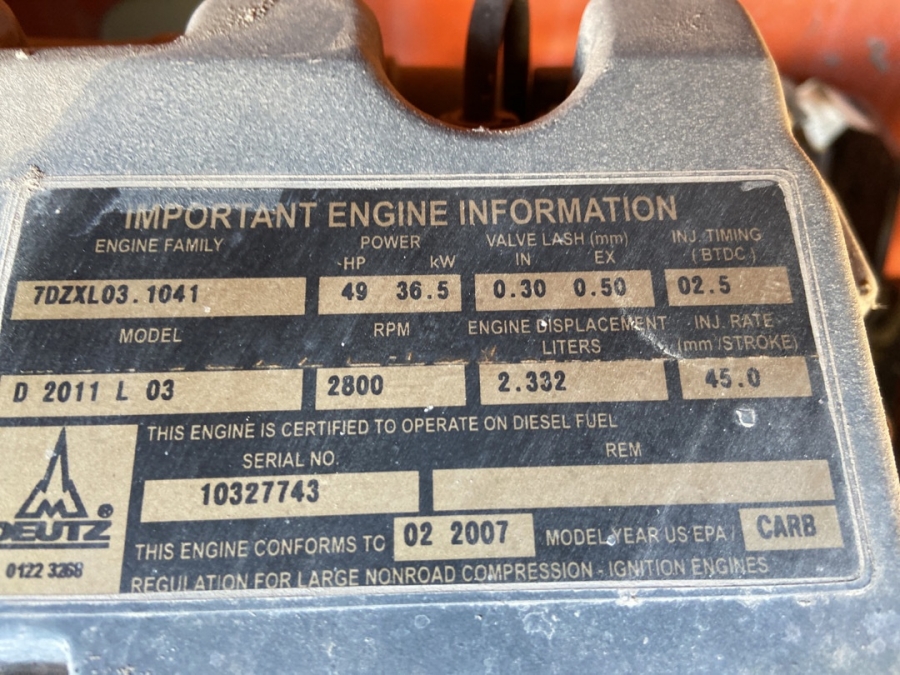 IMPORTANT ENGINE INFORMATION
ENGINE FAMILY POWER VALVE LASH (mm) INJ. TIMING
HP kW IN EX (BTDC)
7DZXL03.1041 49 36.5 0.30 0.50 02.5
MODEL RPM ENGINE DISPLACEMENT INJ. RATE
LITERS (mm /STROKE)
D 2011 L 03 2800 2.332 45.0
THIS ENGINE IS CERTIFIED TO OPERATE ON DIESEL FUEL
SERIAL NO. REM
10327743
DEUTZ ®
0122 3268
THIS ENGINE CONFORMS TO 02 2007 MODEL YEAR US EPA / CARB
REGULATION FOR LARGE NONROAD COMPRESSION - IGNITION ENGINES